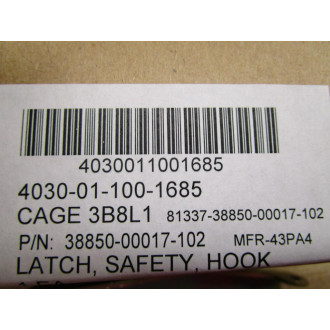 4030011001685
4030-01-100-1685
CAGE 3B8L1 81337-38850-00017-102
P/N: 38850-00017-102 MFR-43PA4
LATCH, SAFETY, HOOK